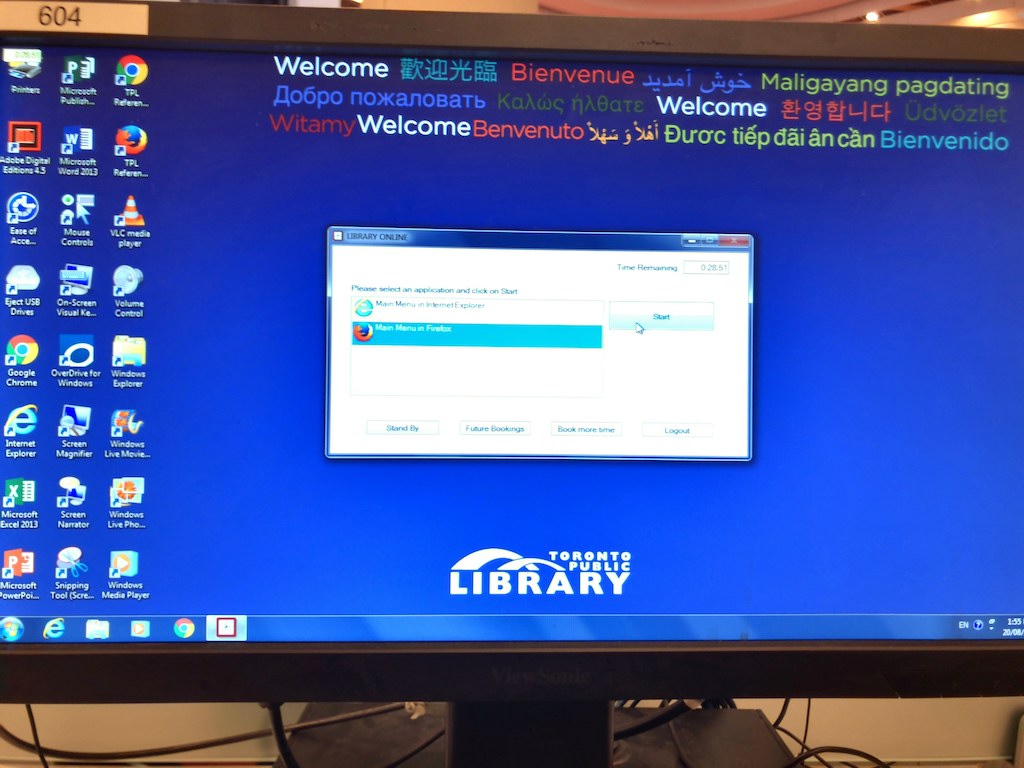 604
Welcome 歡迎光臨 Bienvenue خوش آمدید Maligayang pagdating
Добро пожаловать Καλώς ήλθατε Welcome 환영합니다 Üdvözlet
Witamy Welcome Benvenuto أَهْلاً وَ سَهْلاً Được tiếp đãi ân cần Bienvenido
Printers
Microsoft
Publish...
TPL
Referen...
Adobe Digital
Editions 4.5
Microsoft
Word 2013
TPL
Referen...
Ease of
Acce...
Mouse
Controls
VLC media
player
Eject USB
Drives
On-Screen
Visual Ke...
Volume
Control
Google
Chrome
OverDrive for
Windows
Windows
Explorer
Internet
Explorer
Screen
Magnifier
Windows
Live Movie...
Microsoft
Excel 2013
Screen
Narrator
Windows
Live Pho...
Microsoft
PowerPoi...
Snipping
Tool (Scre...
Windows
Media Player
LIBRARY ONLINE
Time Remaining 0:28:51
Please select an application and click on Start
Main Menu in Internet Explorer
Main Menu in Firefox
Start
Stand By Future Bookings Book more time Logout
TORONTO
PUBLIC
LIBRARY
EN 1:55
20/08/
ViewSonic